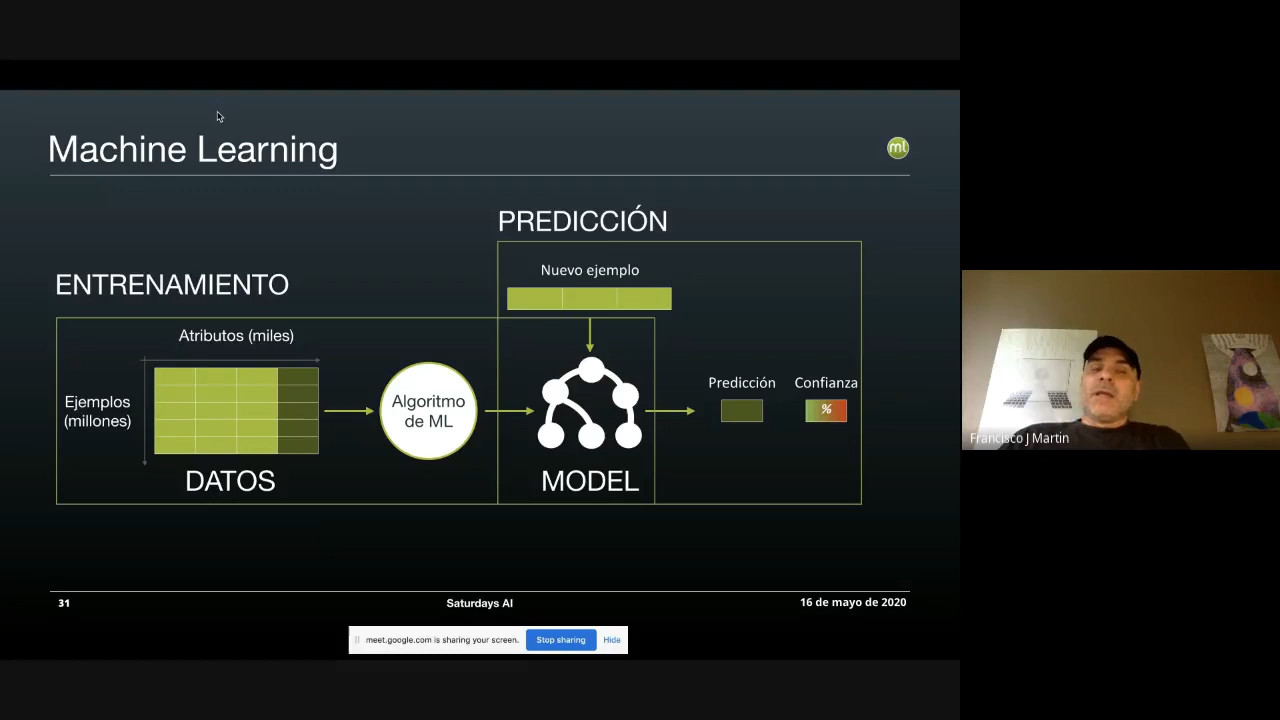 Machine Learning
ml
PREDICCIÓN
Nuevo ejemplo
ENTRENAMIENTO
Atributos (miles)
Ejemplos
(millones)
Algoritmo
de ML
Predicción
Confianza
%
DATOS
MODEL
Francisco J Martin
31
Saturdays AI
16 de mayo de 2020
meet.google.com is sharing your screen.
Stop sharing
Hide